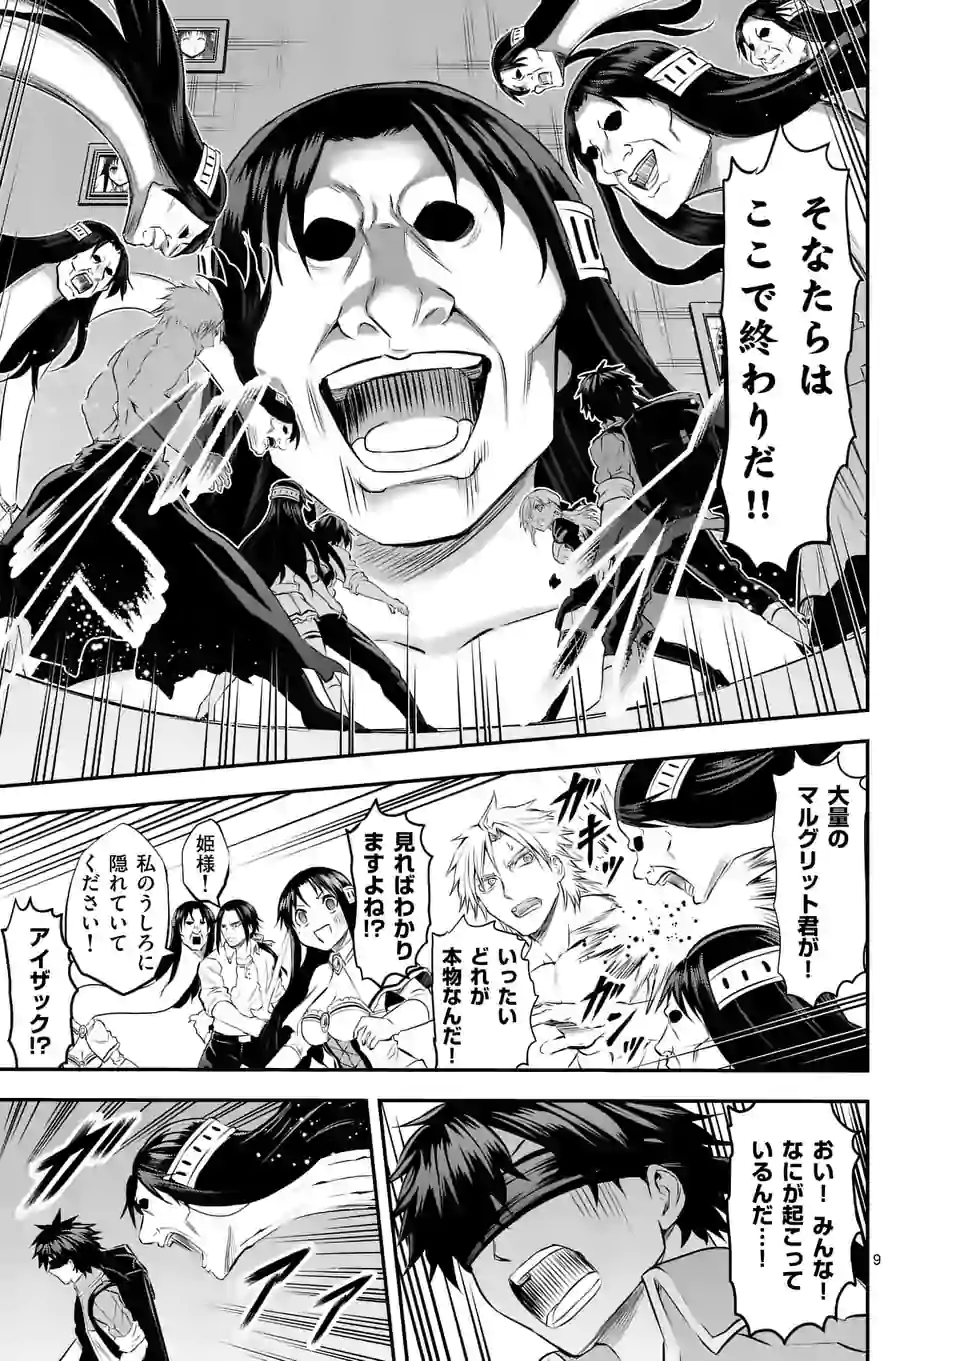 そなたらは
ここで終わりだ!!
大量の
マルグリット君が!
ガギッ
いったい
どれが
本物なんだ!
見ればわかり
ますよね!?
姫様!
私のうしろに
隠れていて
ください!
アイザック!?
おい!みんな!
なにが起こって
いるんだ…!
9